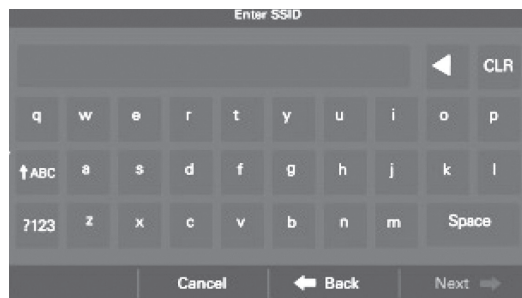 Enter SSID
CLR
q w e r t y u i o p
ABC a s d f g h j k l
?123 z x c v b n m Space
Cancel Back Next